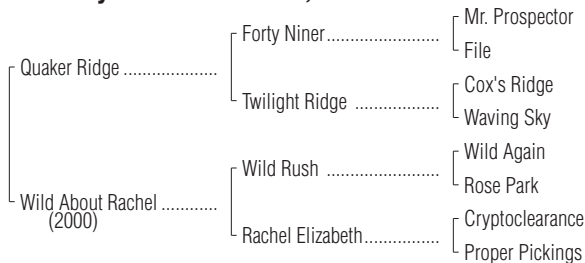 Mr. Prospector
Forty Niner....................
File
Quaker Ridge .................
Cox's Ridge
Twilight Ridge ...............
Waving Sky
Wild Again
Wild Rush ....................
Rose Park
Wild About Rachel ..........
(2000)
Cryptoclearance
Rachel Elizabeth.............
Proper Pickings